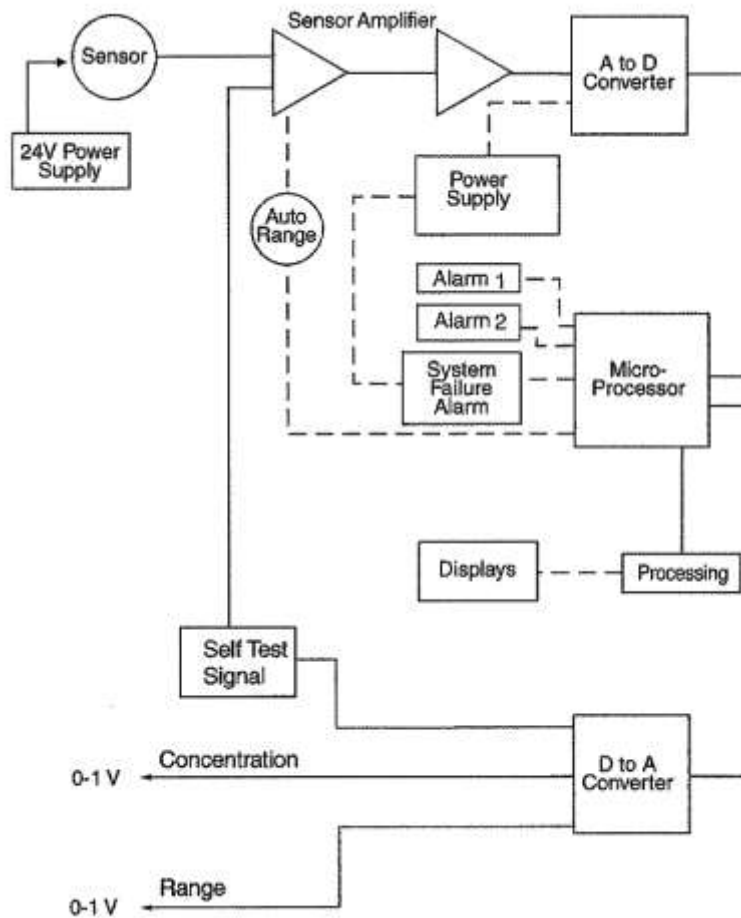 Sensor Amplifier
Sensor
A to D
Converter
24V Power
Supply
Power
Supply
Auto
Range
Alarm 1
Alarm 2
System
Failure
Alarm
Micro-
Processor
Displays
Processing
Self Test
Signal
D to A
Converter
Concentration
0-1 V
Range
0-1 V